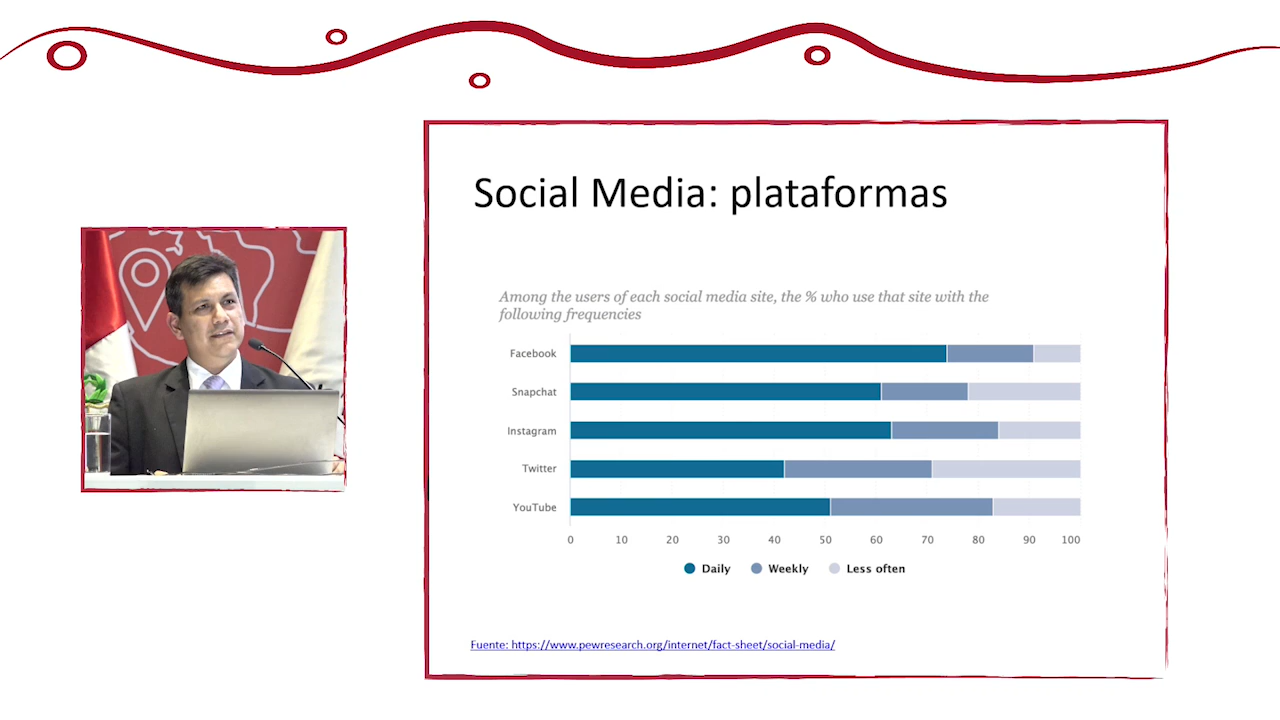 Social Media: plataformas
Among the users of each social media site, the % who use that site with the
following frequencies
Facebook
Snapchat
Instagram
Twitter
YouTube
0 10 20 30 40 50 60 70 80 90 100
Daily Weekly Less often
Fuente: https://www.pewresearch.org/internet/fact-sheet/social-media/